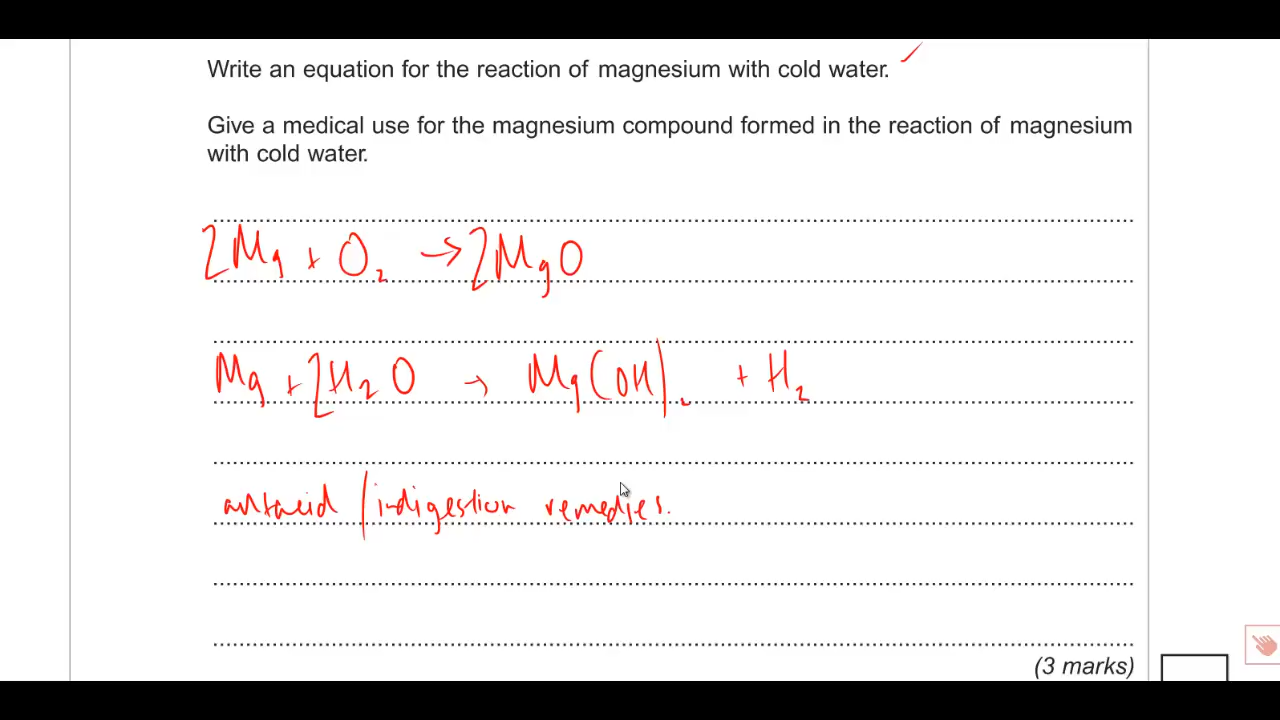 Write an equation for the reaction of magnesium with cold water.
Give a medical use for the magnesium compound formed in the reaction of magnesium
with cold water.
2Mg + O₂ → 2MgO
Mg + 2H₂O → Mg(OH)₂ + H₂
antacid / indigestion remedies.
(3 marks)